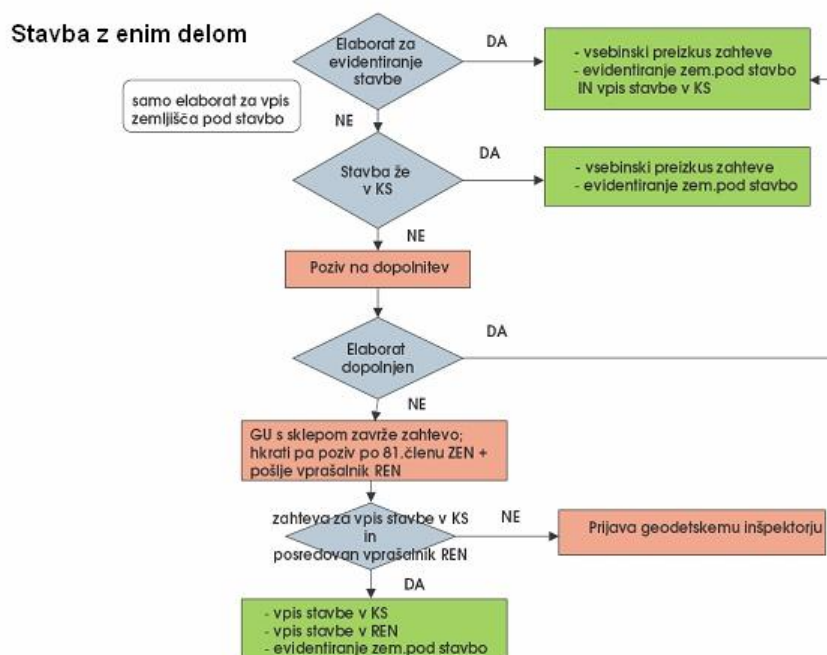 Stavba z enim delom
Elaborat za
evidentiranje
stavbe
DA
- vsebinski preizkus zahteve
- evidentiranje zem.pod stavbo
IN vpis stavbe v KS
samo elaborat za vpis
zemljišča pod stavbo
NE
Stavba že
v KS
DA
- vsebinski preizkus zahteve
- evidentiranje zem.pod stavbo
NE
Poziv na dopolnitev
Elaborat
dopolnjen
DA
NE
GU s sklepom zavrže zahtevo;
hkrati pa poziv po 81.členu ZEN +
pošlje vprašalnik REN
zahteva za vpis stavbe v KS
in
posredovan vprašalnik REN
NE
Prijava geodetskemu inšpektorju
DA
- vpis stavbe v KS
- vpis stavbe v REN
- evidentiranje zem.pod stavbo